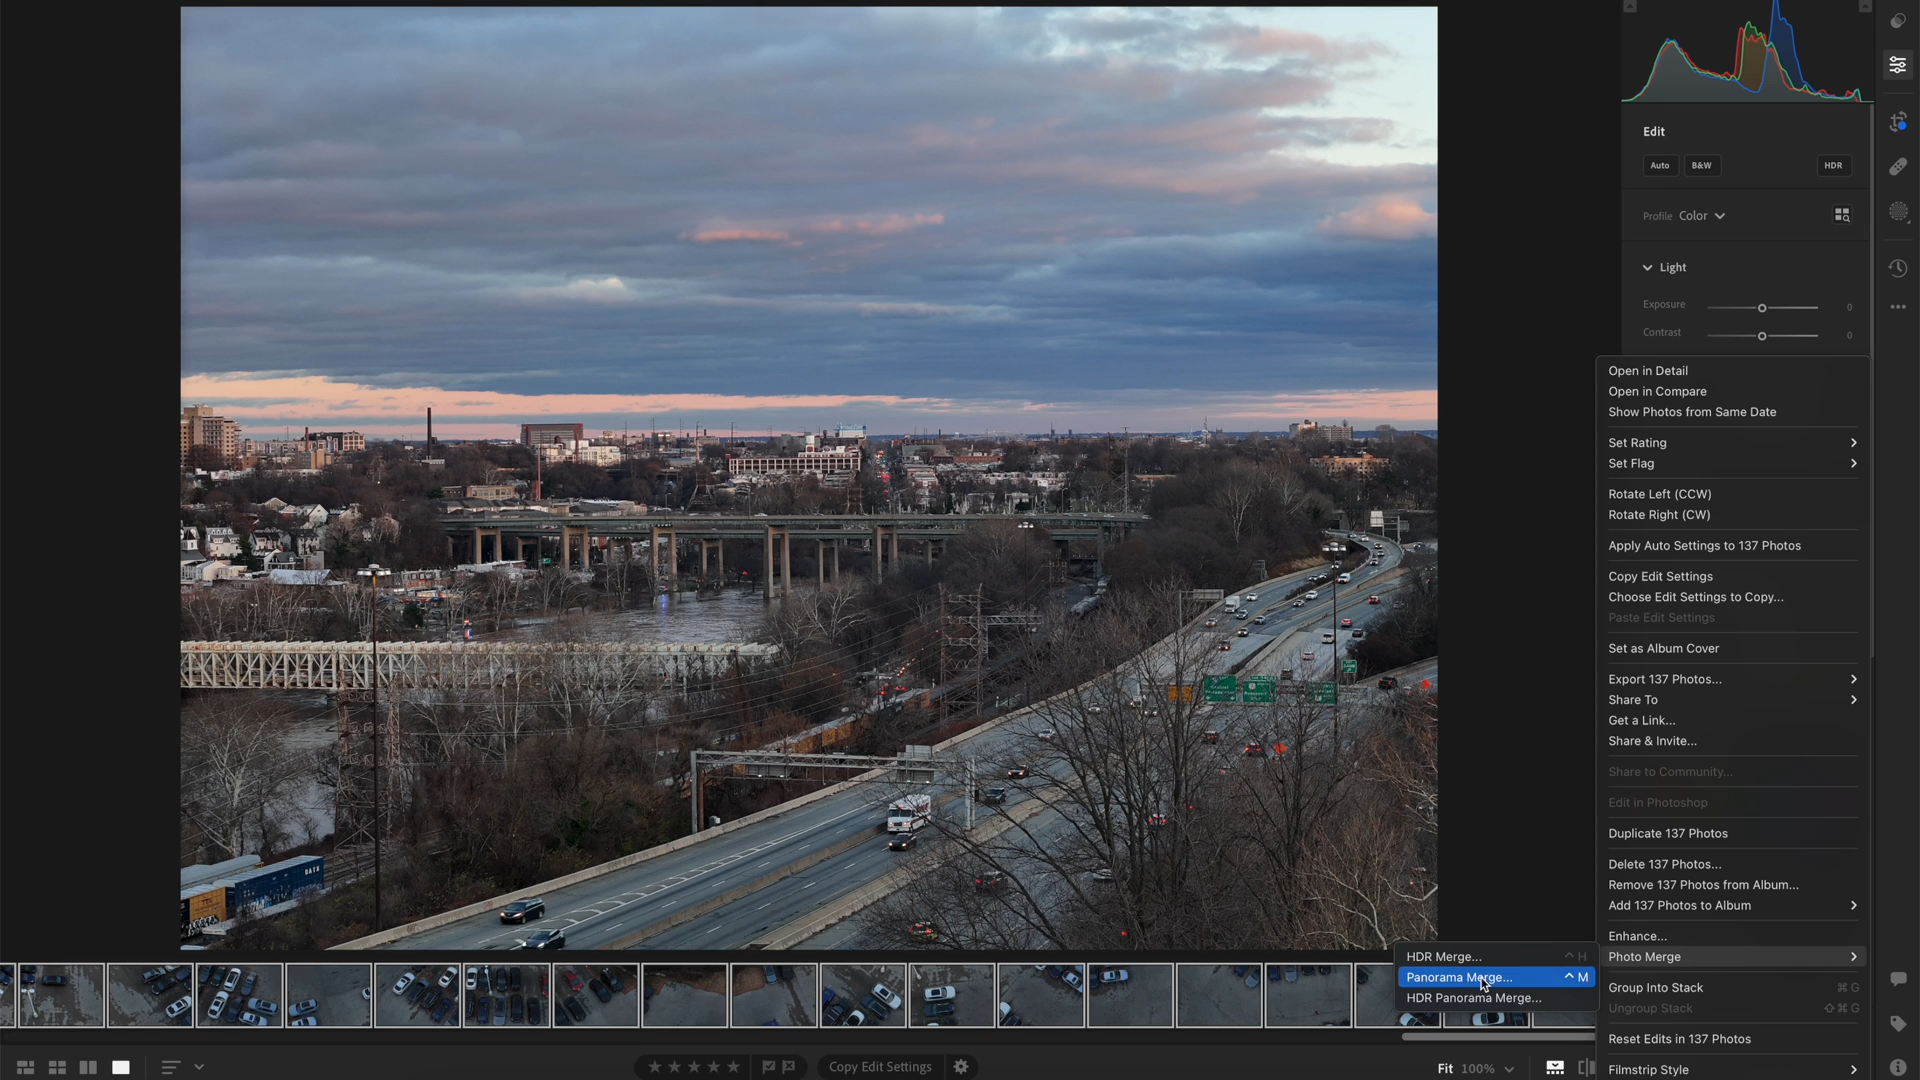 Edit
Auto
B&W
HDR
Profile Color
Light
Exposure 0
Contrast 0
Open in Detail
Open in Compare
Show Photos from Same Date
Set Rating
Set Flag
Rotate Left (CCW)
Rotate Right (CW)
Apply Auto Settings to 137 Photos
Copy Edit Settings
Choose Edit Settings to Copy...
Paste Edit Settings
Set as Album Cover
Export 137 Photos...
Share To
Get a Link...
Share & Invite...
Share to Community...
Edit in Photoshop
Duplicate 137 Photos
Delete 137 Photos...
Remove 137 Photos from Album...
Add 137 Photos to Album
Enhance...
Photo Merge
HDR Merge... ^ H
Panorama Merge... ^ M
HDR Panorama Merge...
Group Into Stack ⌘ G
Ungroup Stack ⇧ ⌘ G
Reset Edits in 137 Photos
Filmstrip Style
Copy Edit Settings
Fit 100%